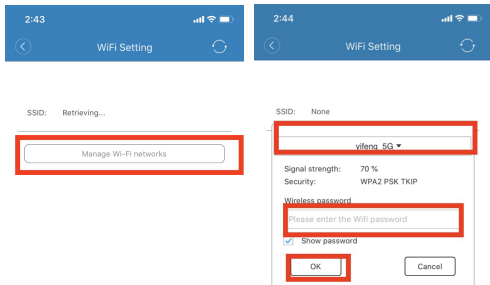 2:43
WiFi Setting
SSID: Retrieving...
Manage Wi-Fi networks
2:44
WiFi Setting
SSID: None
yifeng_5G
Signal strength: 70 %
Security: WPA2 PSK TKIP
Wireless password
Please enter the Wifi password
Show password
OK
Cancel